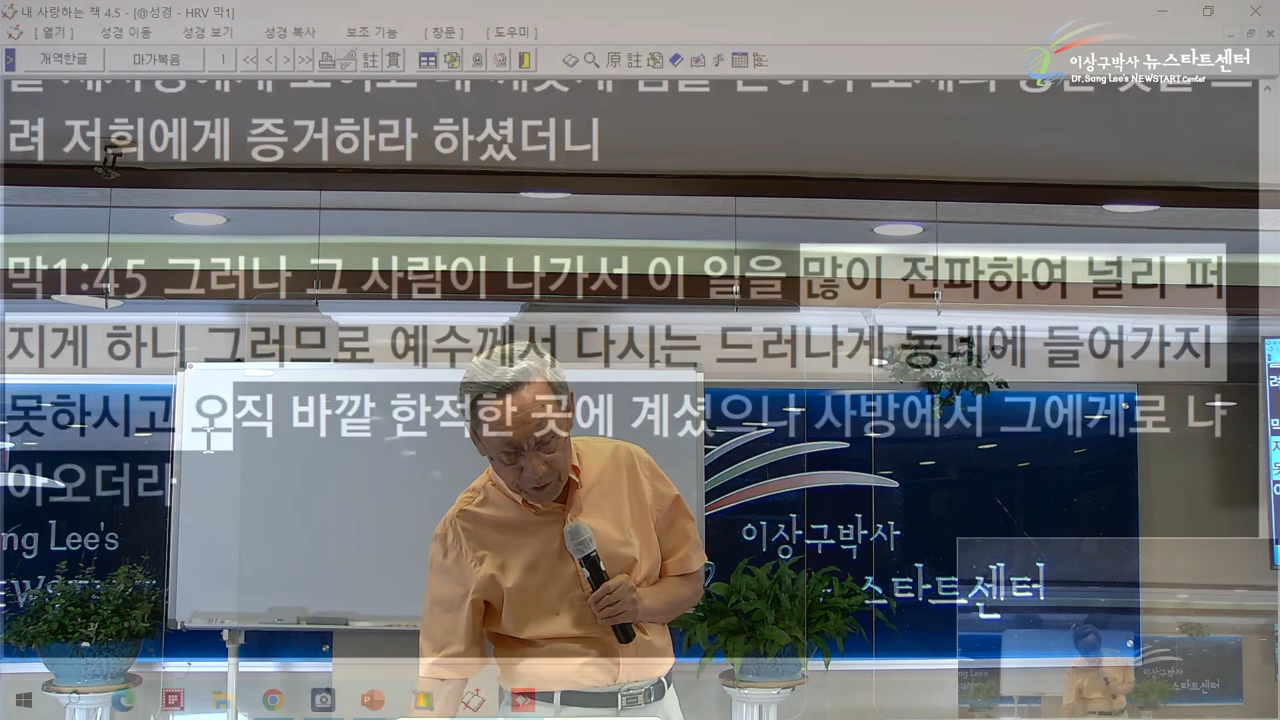 내 사랑하는 책 4.5 - [@성경 - HRV 막1]
[ 열기 ] 성경 이동 성경 보기 성경 복사 보조 기능 [ 창문 ] [ 도우미 ]
개역한글 마가복음 1 << < > >> 註 貫 原 註
이상구박사 뉴스타트센터
Dr.Sang Lee's NEWSTART Center
려 저희에게 증거하라 하셨더니
막1:45 그러나 그 사람이 나가서 이 일을 많이 전파하여 널리 퍼
지게 하니 그러므로 예수께서 다시는 드러나게 동네에 들어가지
못하시고 오직 바깥 한적한 곳에 계셨으나 사방에서 그에게로 나
아오더라
ng Lee's
이상구박사
스타트센터